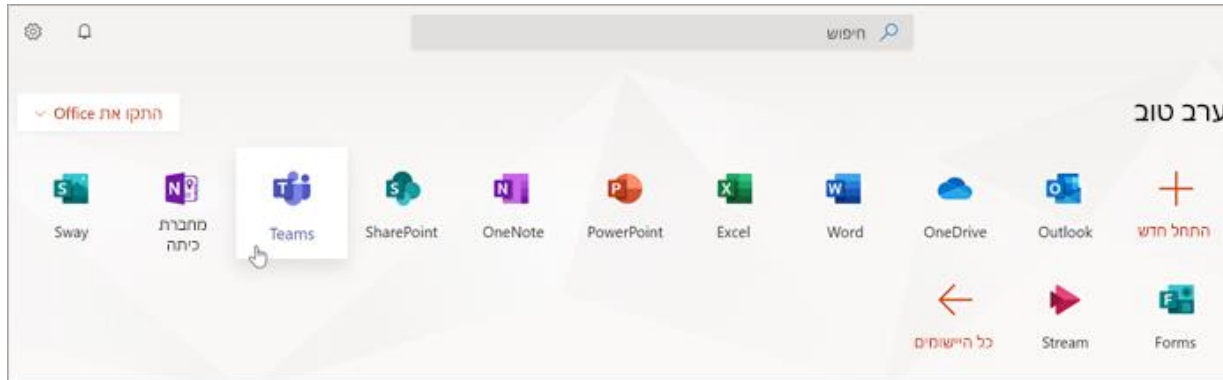 חיפוש
ערב טוב
התקו את Office
התחל חדש
Outlook
OneDrive
Word
Excel
PowerPoint
OneNote
SharePoint
Teams
מחברת
כיתה
Sway
Forms
Stream
כל היישומים